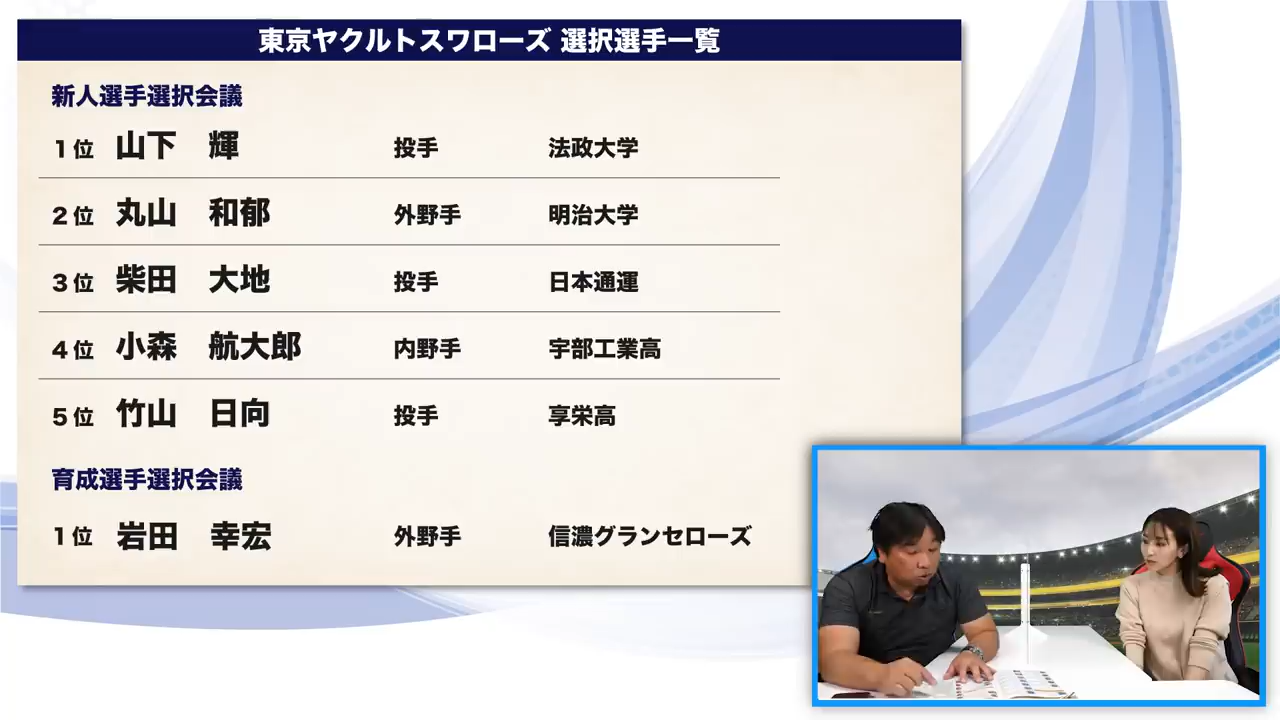 東京ヤクルトスワローズ 選択選手一覧
新人選手選択会議
1位 山下 輝 投手 法政大学
2位 丸山 和郁 外野手 明治大学
3位 柴田 大地 投手 日本通運
4位 小森 航大郎 内野手 宇部工業高
5位 竹山 日向 投手 享栄高
育成選手選択会議
1位 岩田 幸宏 外野手 信濃グランセローズ